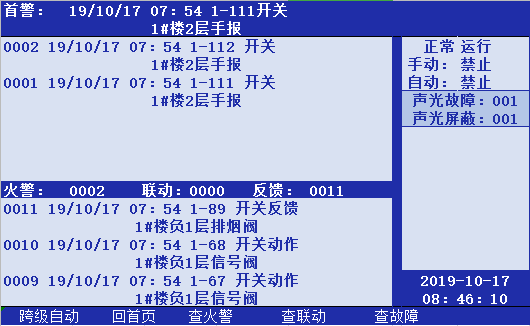 首警： 19/10/17 07：54 1-111开关
1#楼2层手报
0002 19/10/17 07：54 1-112 开关
1#楼2层手报
0001 19/10/17 07：54 1-111 开关
1#楼2层手报
正常 运行
手动： 禁止
自动： 禁止
声光故障：001
声光屏蔽：001
火警： 0002 联动：0000 反馈： 0011
0011 19/10/17 07：54 1-89 开关反馈
1#楼负1层排烟阀
0010 19/10/17 07：54 1-68 开关动作
1#楼负1层信号阀
0009 19/10/17 07：54 1-67 开关动作
1#楼负1层信号阀
2019-10-17
08：46：10
跨级自动 回首页 查火警 查联动 查故障